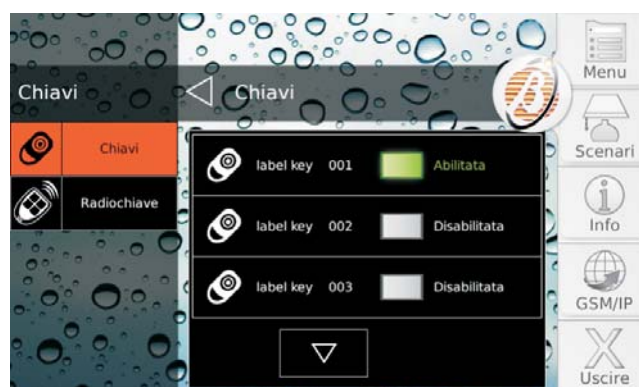 Chiavi
Chiavi
Radiochiave
Chiavi
label key 001 Abilitata
label key 002 Disabilitata
label key 003 Disabilitata
Menu
Scenari
Info
GSM/IP
Uscire